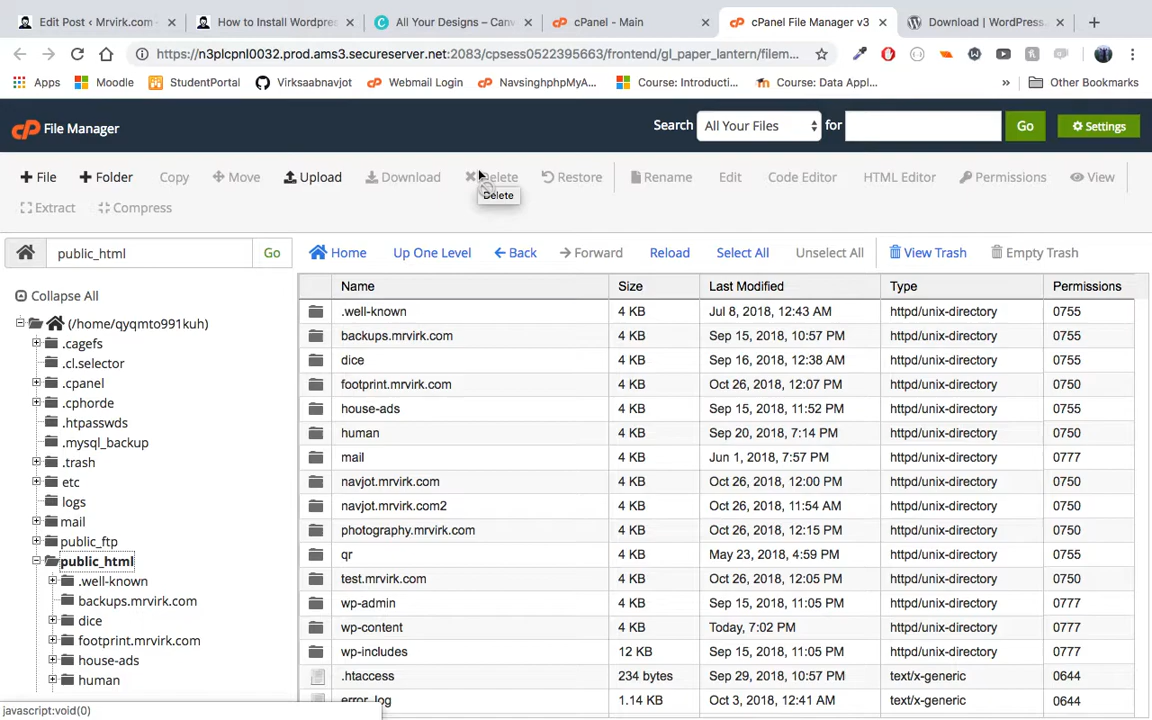 Edit Post ‹ Mrvirk.com -
How to Install Wordpres
All Your Designs – Can
cPanel - Main
cPanel File Manager v3
Download | WordPress.
https://n3plcpnl0032.prod.ams3.secureserver.net:2083/cpsess0522395663/frontend/gl_paper_lantern/filem...
Apps
Moodle
StudentPortal
Virksaabnavjot
Webmail Login
NavsinghphpMyA...
Course: Introducti...
Course: Data Appl...
»
Other Bookmarks
cP File Manager
Search
All Your Files
for
Go
Settings
File
Folder
Copy
Move
Upload
Download
Delete
Restore
Rename
Edit
Code Editor
HTML Editor
Permissions
View
Delete
Extract
Compress
public_html
Go
Home
Up One Level
Back
Forward
Reload
Select All
Unselect All
View Trash
Empty Trash
Collapse All
(/home/qyqmto991kuh)
.cagefs
.cl.selector
.cpanel
.cphorde
.htpasswds
.mysql_backup
.trash
etc
logs
mail
public_ftp
public_html
.well-known
backups.mrvirk.com
dice
footprint.mrvirk.com
house-ads
human
Name Size Last Modified Type Permissions
.well-known 4 KB Jul 8, 2018, 12:43 AM httpd/unix-directory 0755
backups.mrvirk.com 4 KB Sep 15, 2018, 10:57 PM httpd/unix-directory 0755
dice 4 KB Sep 16, 2018, 12:38 AM httpd/unix-directory 0755
footprint.mrvirk.com 4 KB Oct 26, 2018, 12:07 PM httpd/unix-directory 0750
house-ads 4 KB Sep 15, 2018, 11:52 PM httpd/unix-directory 0755
human 4 KB Sep 20, 2018, 7:14 PM httpd/unix-directory 0750
mail 4 KB Jun 1, 2018, 7:57 PM httpd/unix-directory 0777
navjot.mrvirk.com 4 KB Oct 26, 2018, 12:00 PM httpd/unix-directory 0750
navjot.mrvirk.com2 4 KB Oct 26, 2018, 11:54 AM httpd/unix-directory 0750
photography.mrvirk.com 4 KB Oct 26, 2018, 12:15 PM httpd/unix-directory 0750
qr 4 KB May 23, 2018, 4:59 PM httpd/unix-directory 0755
test.mrvirk.com 4 KB Oct 26, 2018, 12:05 PM httpd/unix-directory 0750
wp-admin 4 KB Sep 15, 2018, 11:05 PM httpd/unix-directory 0777
wp-content 4 KB Today, 7:02 PM httpd/unix-directory 0777
wp-includes 12 KB Sep 15, 2018, 11:05 PM httpd/unix-directory 0777
.htaccess 234 bytes Sep 29, 2018, 10:57 PM text/x-generic 0644
error_log 1.14 KB Oct 3, 2018, 12:41 AM text/x-generic 0644
javascript:void(0)